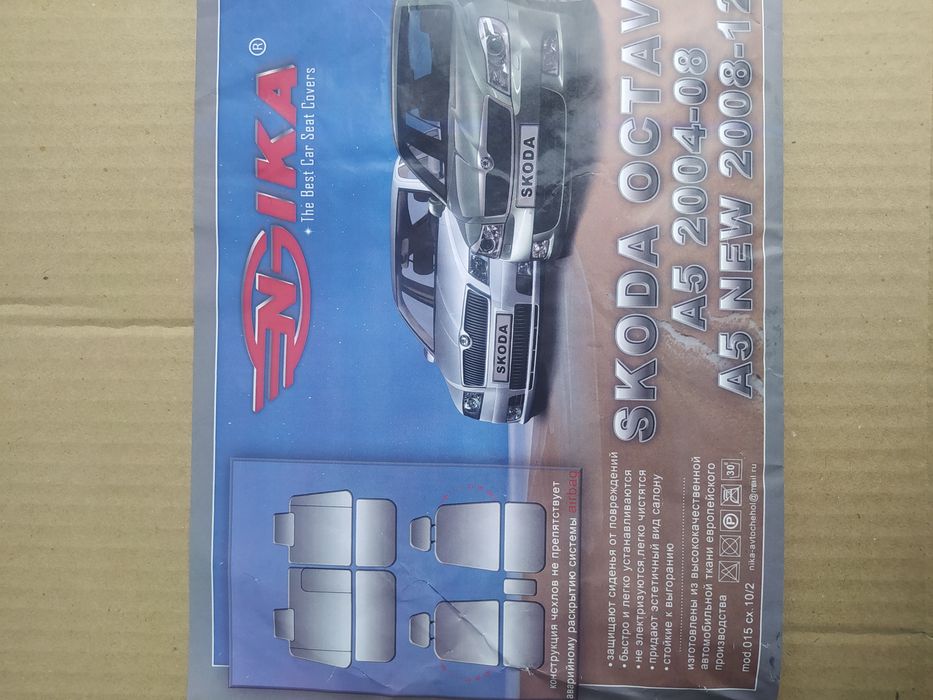 NIKA®
The Best Car Seat Covers
SKODA
SKODA
SKODA OCTAV
A5 2004-08
A5 NEW 2008-12
конструкция чехлов не препятствует
аварийному раскрытию системы airbag
• защищают сиденья от повреждений
• быстро и легко устанавливаются
• не электризуются, легко чистятся
• придают эстетичный вид салону
• стойкие к выгоранию
изготовлены из высококачественной
автомобильной ткани европейского
производства
P 30°
mod.015 сх.10/2 nika-avtochehol@mail.ru